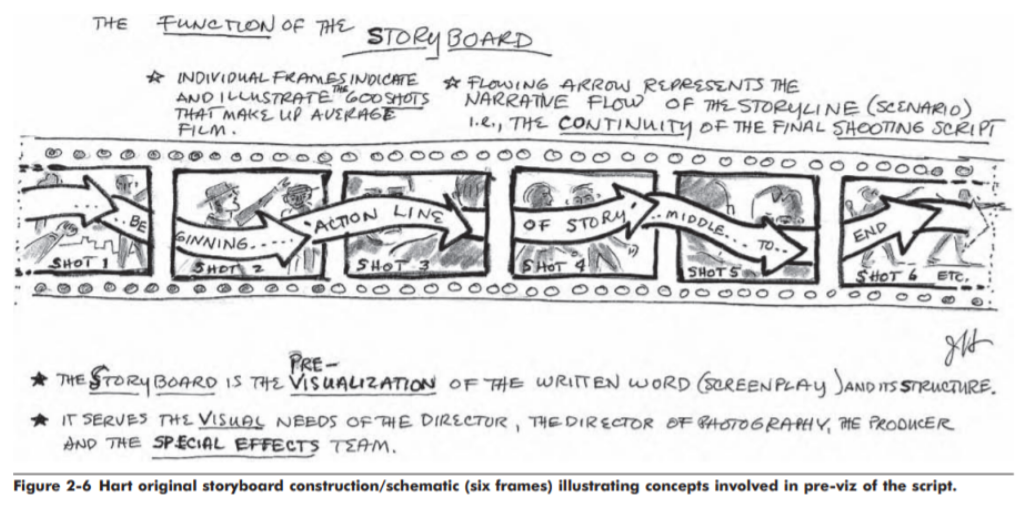 THE FUNCTION OF THE STORYBOARD
★ INDIVIDUAL FRAMES INDICATE
AND ILLUSTRATE THE 600 SHOTS
THAT MAKE UP AVERAGE
FILM.
★ FLOWING ARROW REPRESENTS THE
NARRATIVE FLOW OF THE STORYLINE (SCENARIO)
I.E., THE CONTINUITY OF THE FINAL SHOOTING SCRIPT
... BE
GINNING.....
"ACTION LINE
OF STORY"
..MIDDLE...
TO...
END
SHOT 1
SHOT 2
SHOT 3
SHOT 4
SHOT 5
SHOT 6 ETC.
JH
★ THE STORYBOARD IS THE PRE-VISUALIZATION OF THE WRITTEN WORD (SCREENPLAY) AND ITS STRUCTURE.
★ IT SERVES THE VISUAL NEEDS OF THE DIRECTOR, THE DIRECTOR OF PHOTOGRAPHY, THE PRODUCER
AND THE SPECIAL EFFECTS TEAM.
Figure 2-6 Hart original storyboard construction/schematic (six frames) illustrating concepts involved in pre-viz of the script.